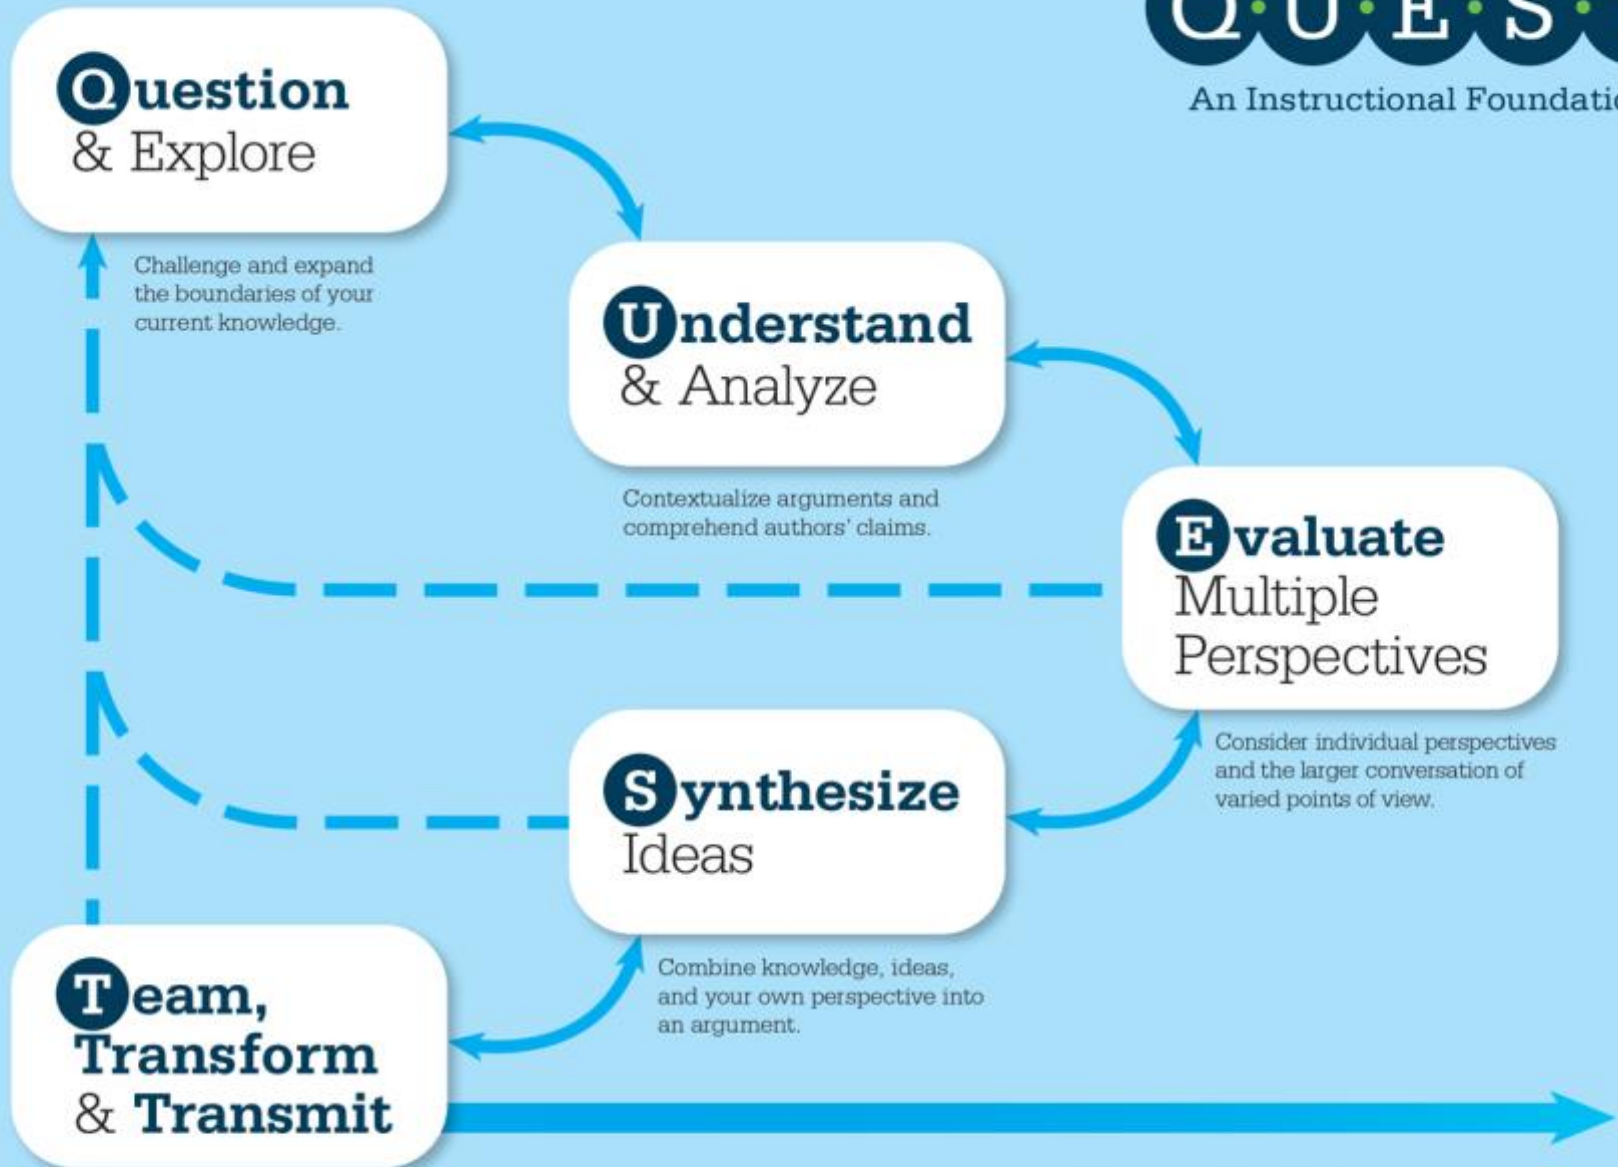 Q·U·E·S·
An Instructional Foundatio
Question
& Explore
Challenge and expand
the boundaries of your
current knowledge.
Understand
& Analyze
Contextualize arguments and
comprehend authors’ claims.
Evaluate
Multiple
Perspectives
Consider individual perspectives
and the larger conversation of
varied points of view.
Synthesize
Ideas
Combine knowledge, ideas,
and your own perspective into
an argument.
Team,
Transform
& Transmit